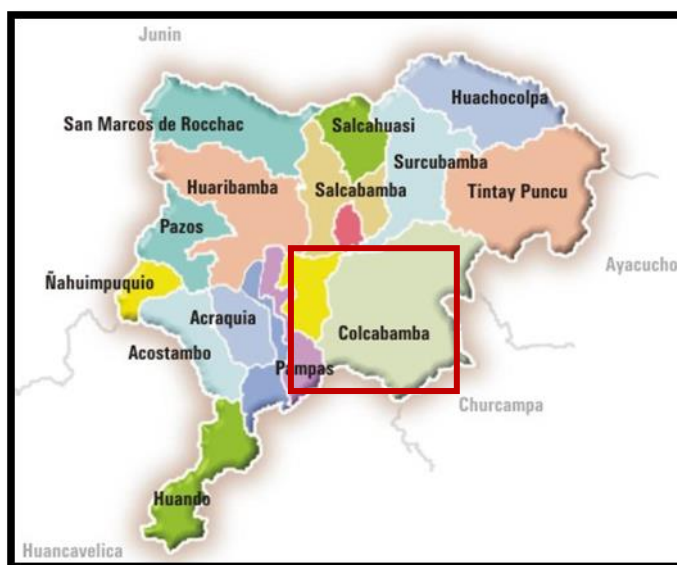 Junin
Huachocolpa
San Marcos de Rocchac
Salcahuasi
Surcubamba
Huaribamba
Salcabamba
Tintay Puncu
Pazos
Ayacucho
Ñahuimpuquio
Acraquia
Colcabamba
Acostambo
Pampas
Churcampa
Huando
Huancavelica